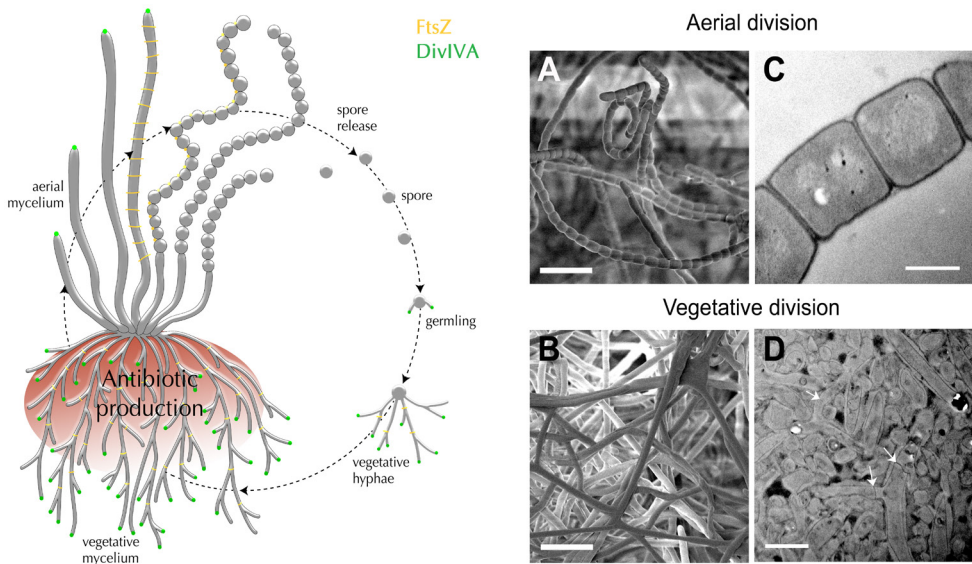 FtsZ
DivIVA
spore
release
aerial
mycelium
spore
germling
Antibiotic
production
vegetative
hyphae
vegetative
mycelium
Aerial division
A
C
Vegetative division
B
D